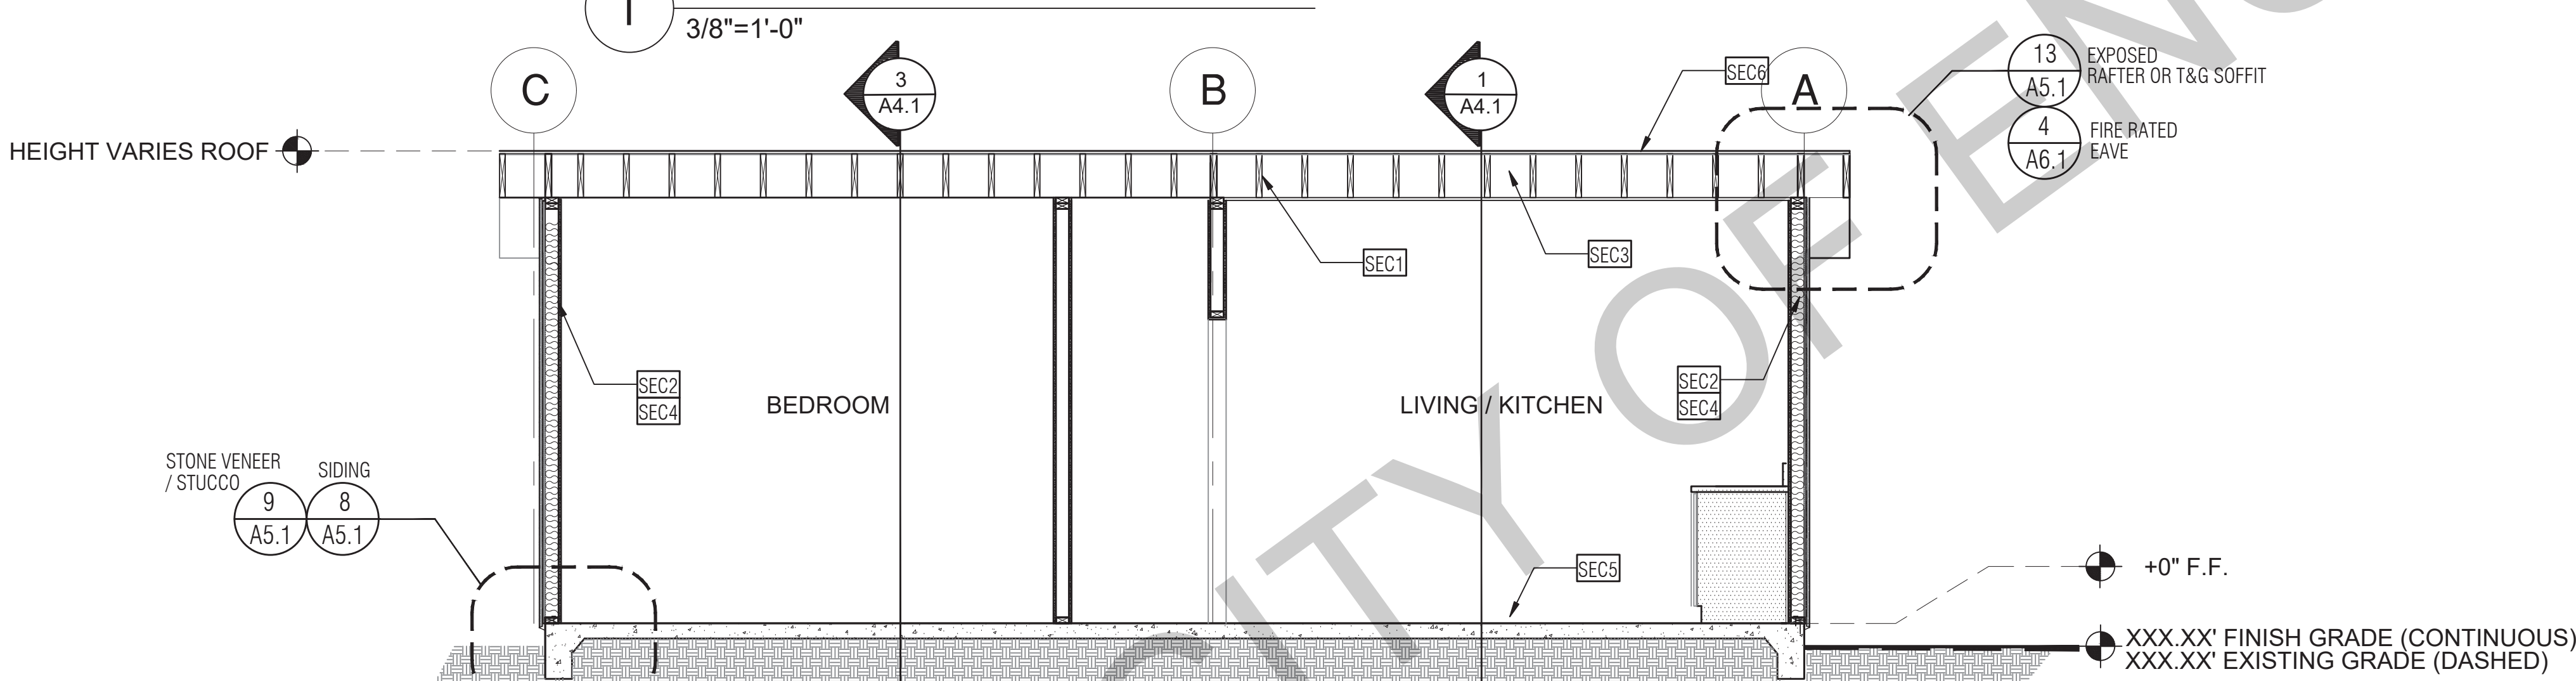 1
3/8"=1'-0"
C
3
A4.1
B
1
A4.1
SEC6
A
13
A5.1
EXPOSED
RAFTER OR T&G SOFFIT
4
A6.1
FIRE RATED
EAVE
HEIGHT VARIES ROOF
SEC1
SEC3
SEC2
SEC4
BEDROOM
LIVING / KITCHEN
SEC2
SEC4
STONE VENEER
/ STUCCO
SIDING
9
A5.1
8
A5.1
SEC5
+0" F.F.
XXX.XX' FINISH GRADE (CONTINUOUS)
XXX.XX' EXISTING GRADE (DASHED)
CITY OF